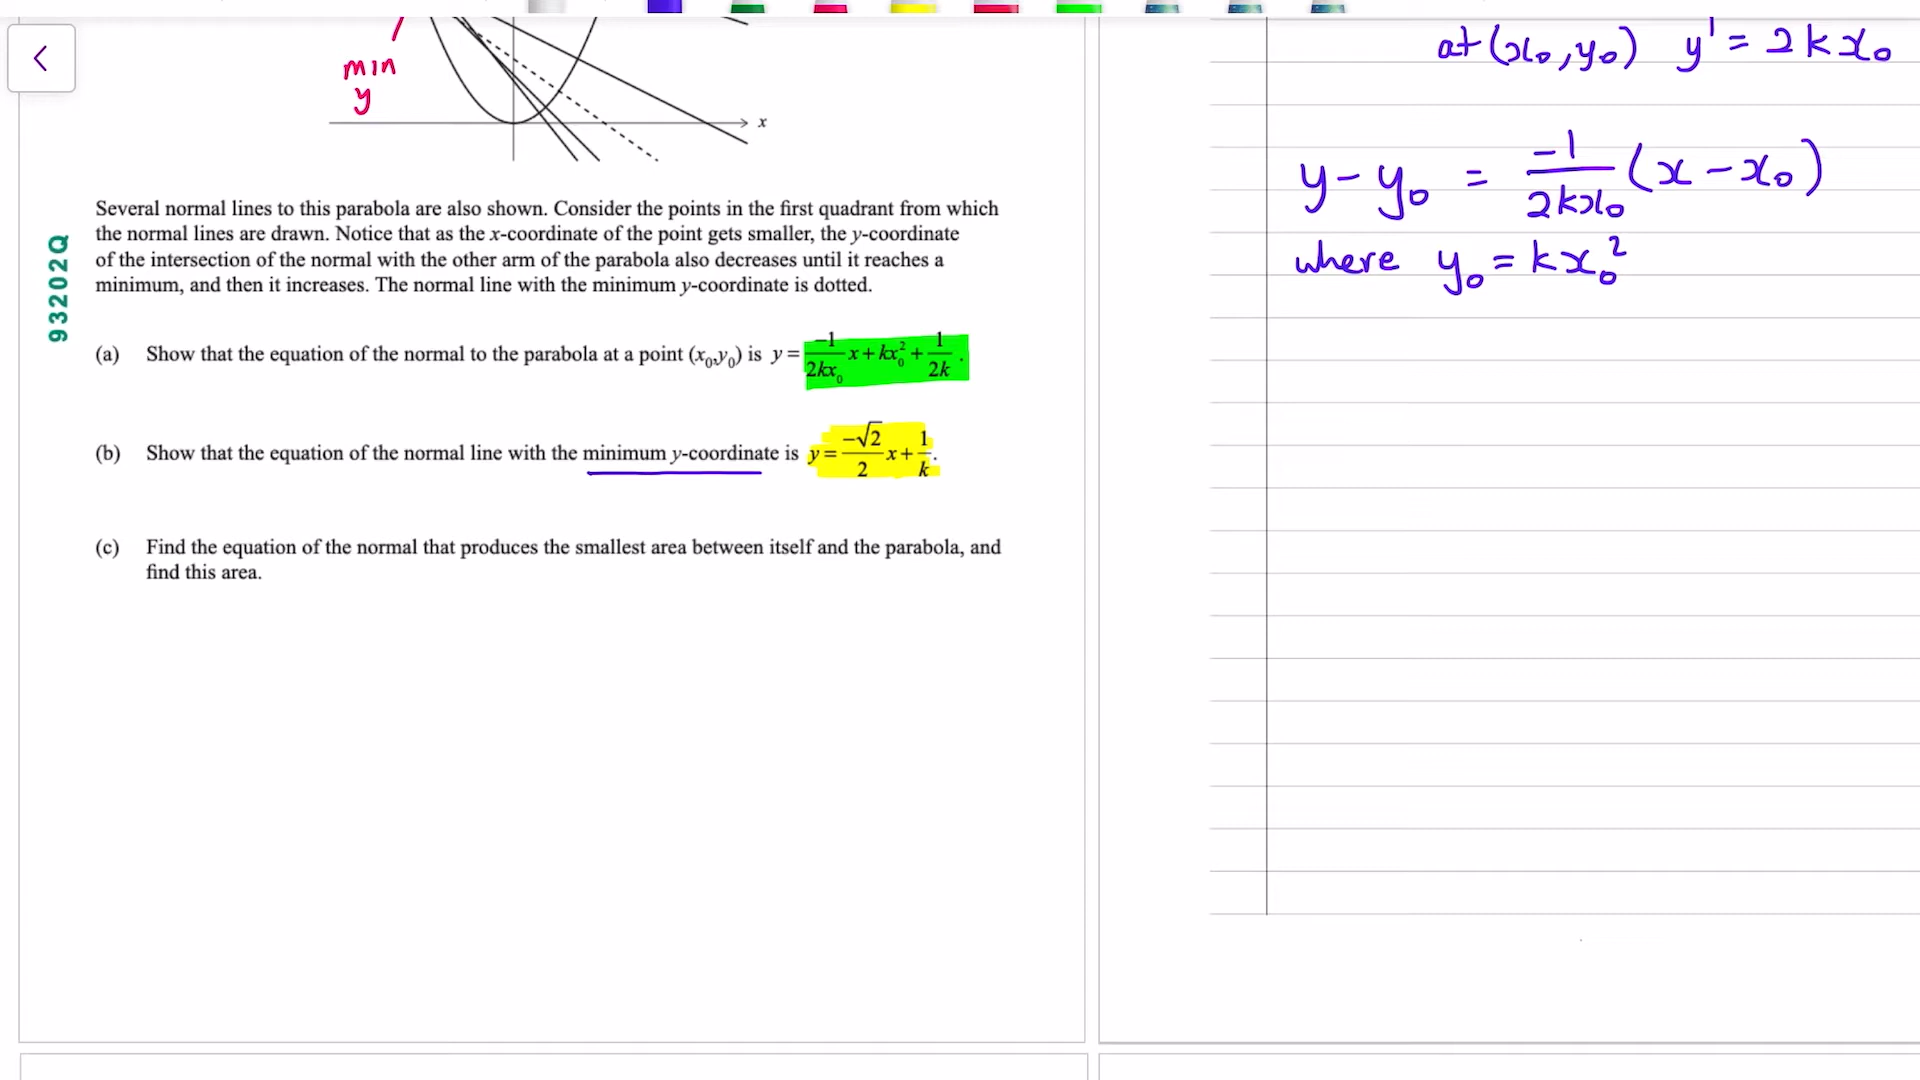 min
y
x
Several normal lines to this parabola are also shown. Consider the points in the first quadrant from which
the normal lines are drawn. Notice that as the x-coordinate of the point gets smaller, the y-coordinate
of the intersection of the normal with the other arm of the parabola also decreases until it reaches a
minimum, and then it increases. The normal line with the minimum y-coordinate is dotted.
93202Q
(a) Show that the equation of the normal to the parabola at a point (x₀,y₀) is y = -1/(2kx₀) x + kx₀² + 1/(2k) .
(b) Show that the equation of the normal line with the minimum y-coordinate is y = -√2/2 x + 1/k .
(c) Find the equation of the normal that produces the smallest area between itself and the parabola, and
find this area.
at (x₀,y₀) y' = 2kx₀
y - y₀ = -1/(2kx₀) (x - x₀)
where y₀ = kx₀²